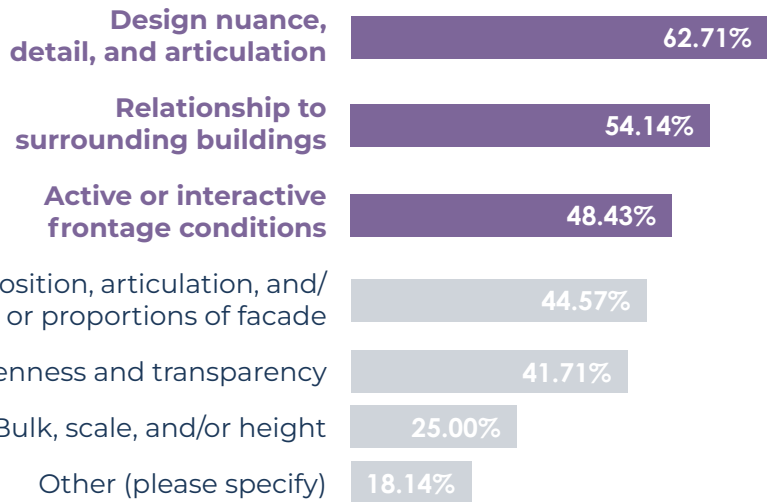 Design nuance,
detail, and articulation
62.71%
Relationship to
surrounding buildings
54.14%
Active or interactive
frontage conditions
48.43%
osition, articulation, and/
or proportions of facade
44.57%
enness and transparency
41.71%
Bulk, scale, and/or height
25.00%
Other (please specify)
18.14%